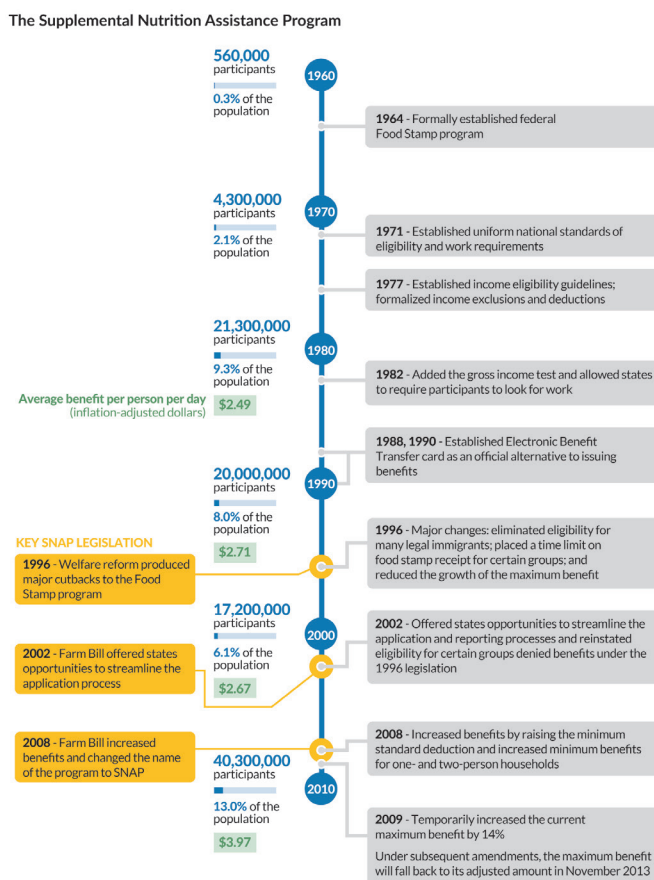 The Supplemental Nutrition Assistance Program
560,000
participants
0.3% of the
population
1960
1964 - Formally established federal
Food Stamp program
4,300,000
participants
2.1% of the
population
1970
1971 - Established uniform national standards of
eligibility and work requirements
1977 - Established income eligibility guidelines;
formalized income exclusions and deductions
21,300,000
participants
9.3% of the
population
1980
Average benefit per person per day
(inflation-adjusted dollars)
$2.49
1982 - Added the gross income test and allowed states
to require participants to look for work
1988, 1990 - Established Electronic Benefit
Transfer card as an official alternative to issuing
benefits
20,000,000
participants
8.0% of the
population
$2.71
1990
KEY SNAP LEGISLATION
1996 - Welfare reform produced
major cutbacks to the Food
Stamp program
1996 - Major changes: eliminated eligibility for
many legal immigrants; placed a time limit on
food stamp receipt for certain groups; and
reduced the growth of the maximum benefit
17,200,000
participants
6.1% of the
population
$2.67
2000
2002 - Farm Bill offered states
opportunities to streamline the
application process
2002 - Offered states opportunities to streamline the
application and reporting processes and reinstated
eligibility for certain groups denied benefits under the
1996 legislation
2008 - Farm Bill increased
benefits and changed the name
of the program to SNAP
2008 - Increased benefits by raising the minimum
standard deduction and increased minimum benefits
for one- and two-person households
40,300,000
participants
13.0% of the
population
$3.97
2010
2009 - Temporarily increased the current
maximum benefit by 14%
Under subsequent amendments, the maximum benefit
will fall back to its adjusted amount in November 2013